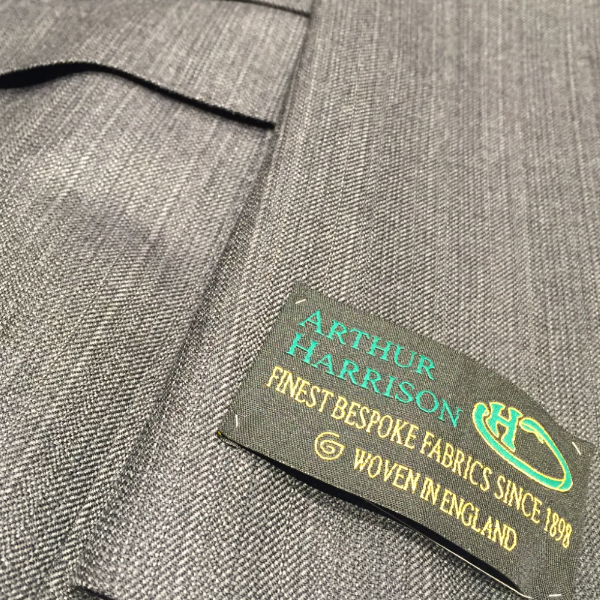 ARTHUR
HARRISON
H
FINEST BESPOKE FABRICS SINCE 1898
WOVEN IN ENGLAND